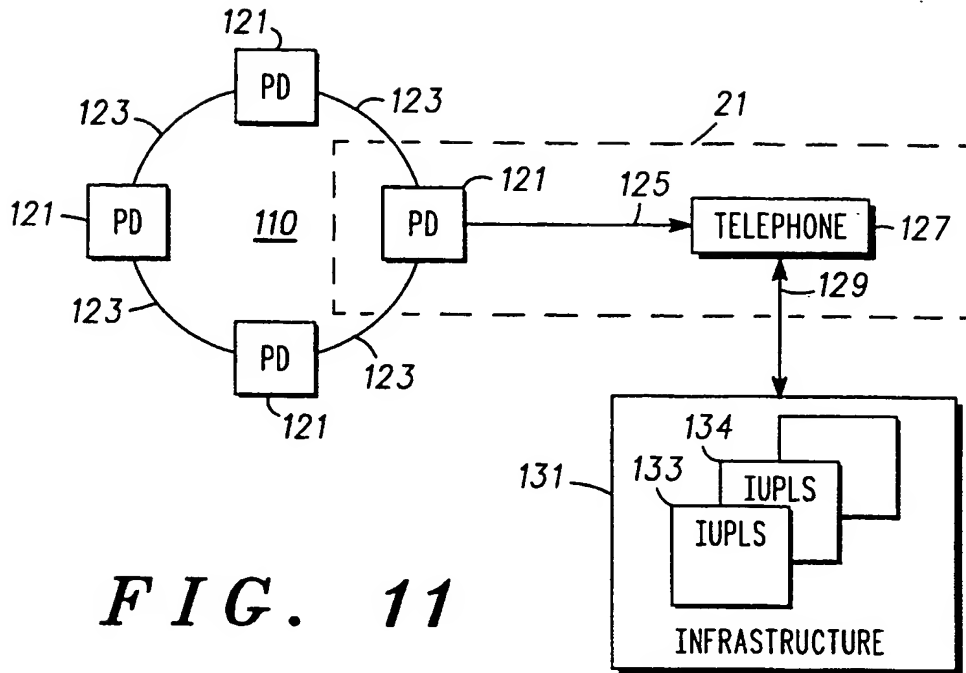 121
PD
123
123
21
121
PD
110
121
PD
125
TELEPHONE
127
129
123
PD
123
121
134
131
133
IUPLS
IUPLS
INFRASTRUCTURE
FIG. 11